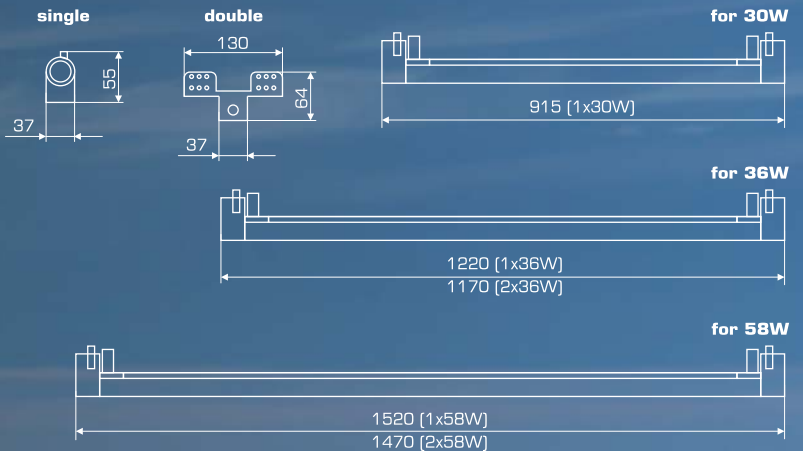 single
double
for 30W
130
55
64
37
37
915 (1x30W)
for 36W
1220 (1x36W)
1170 (2x36W)
for 58W
1520 (1x58W)
1470 (2x58W)